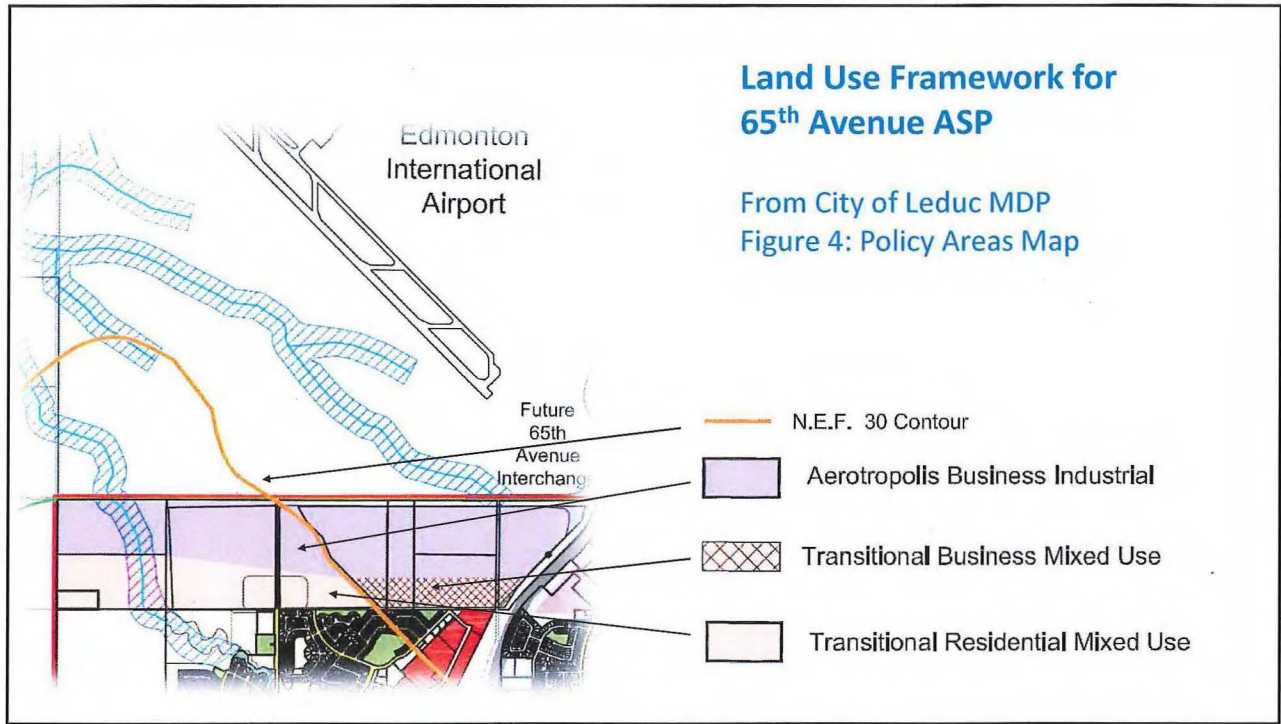 Land Use Framework for
65th Avenue ASP
From City of Leduc MDP
Figure 4: Policy Areas Map
Edmonton
International
Airport
Future
65th
Avenue
Interchang
N.E.F. 30 Contour
Aerotropolis Business Industrial
Transitional Business Mixed Use
Transitional Residential Mixed Use